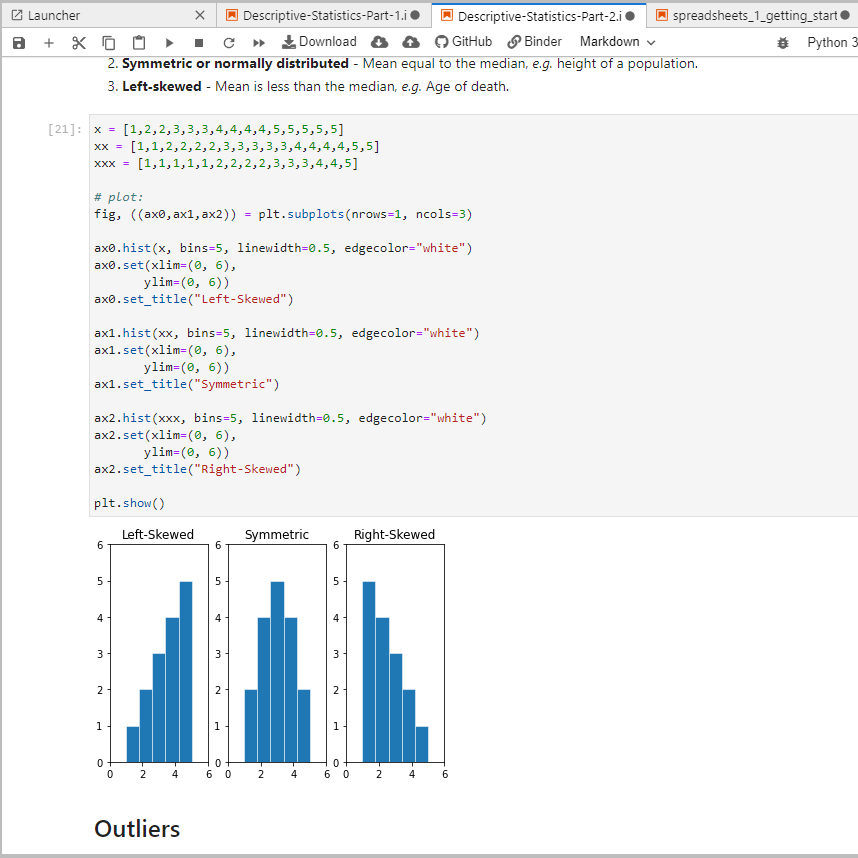 Launcher
Descriptive-Statistics-Part-1.i
Descriptive-Statistics-Part-2.i
spreadsheets_1_getting_start
Download GitHub Binder Markdown Python 3
2. Symmetric or normally distributed - Mean equal to the median, e.g. height of a population.
3. Left-skewed - Mean is less than the median, e.g. Age of death.
[21]:
x = [1,2,2,3,3,3,4,4,4,4,5,5,5,5,5]
xx = [1,1,2,2,2,2,3,3,3,3,3,4,4,4,4,5,5]
xxx = [1,1,1,1,1,2,2,2,2,3,3,3,4,4,5]
# plot:
fig, ((ax0,ax1,ax2)) = plt.subplots(nrows=1, ncols=3)
ax0.hist(x, bins=5, linewidth=0.5, edgecolor="white")
ax0.set(xlim=(0, 6),
ylim=(0, 6))
ax0.set_title("Left-Skewed")
ax1.hist(xx, bins=5, linewidth=0.5, edgecolor="white")
ax1.set(xlim=(0, 6),
ylim=(0, 6))
ax1.set_title("Symmetric")
ax2.hist(xxx, bins=5, linewidth=0.5, edgecolor="white")
ax2.set(xlim=(0, 6),
ylim=(0, 6))
ax2.set_title("Right-Skewed")
plt.show()
Left-Skewed Symmetric Right-Skewed
6 6 6
5 5 5
4 4 4
3 3 3
2 2 2
1 1 1
0 0 0
0 2 4 6 0 2 4 6 0 2 4 6
Outliers